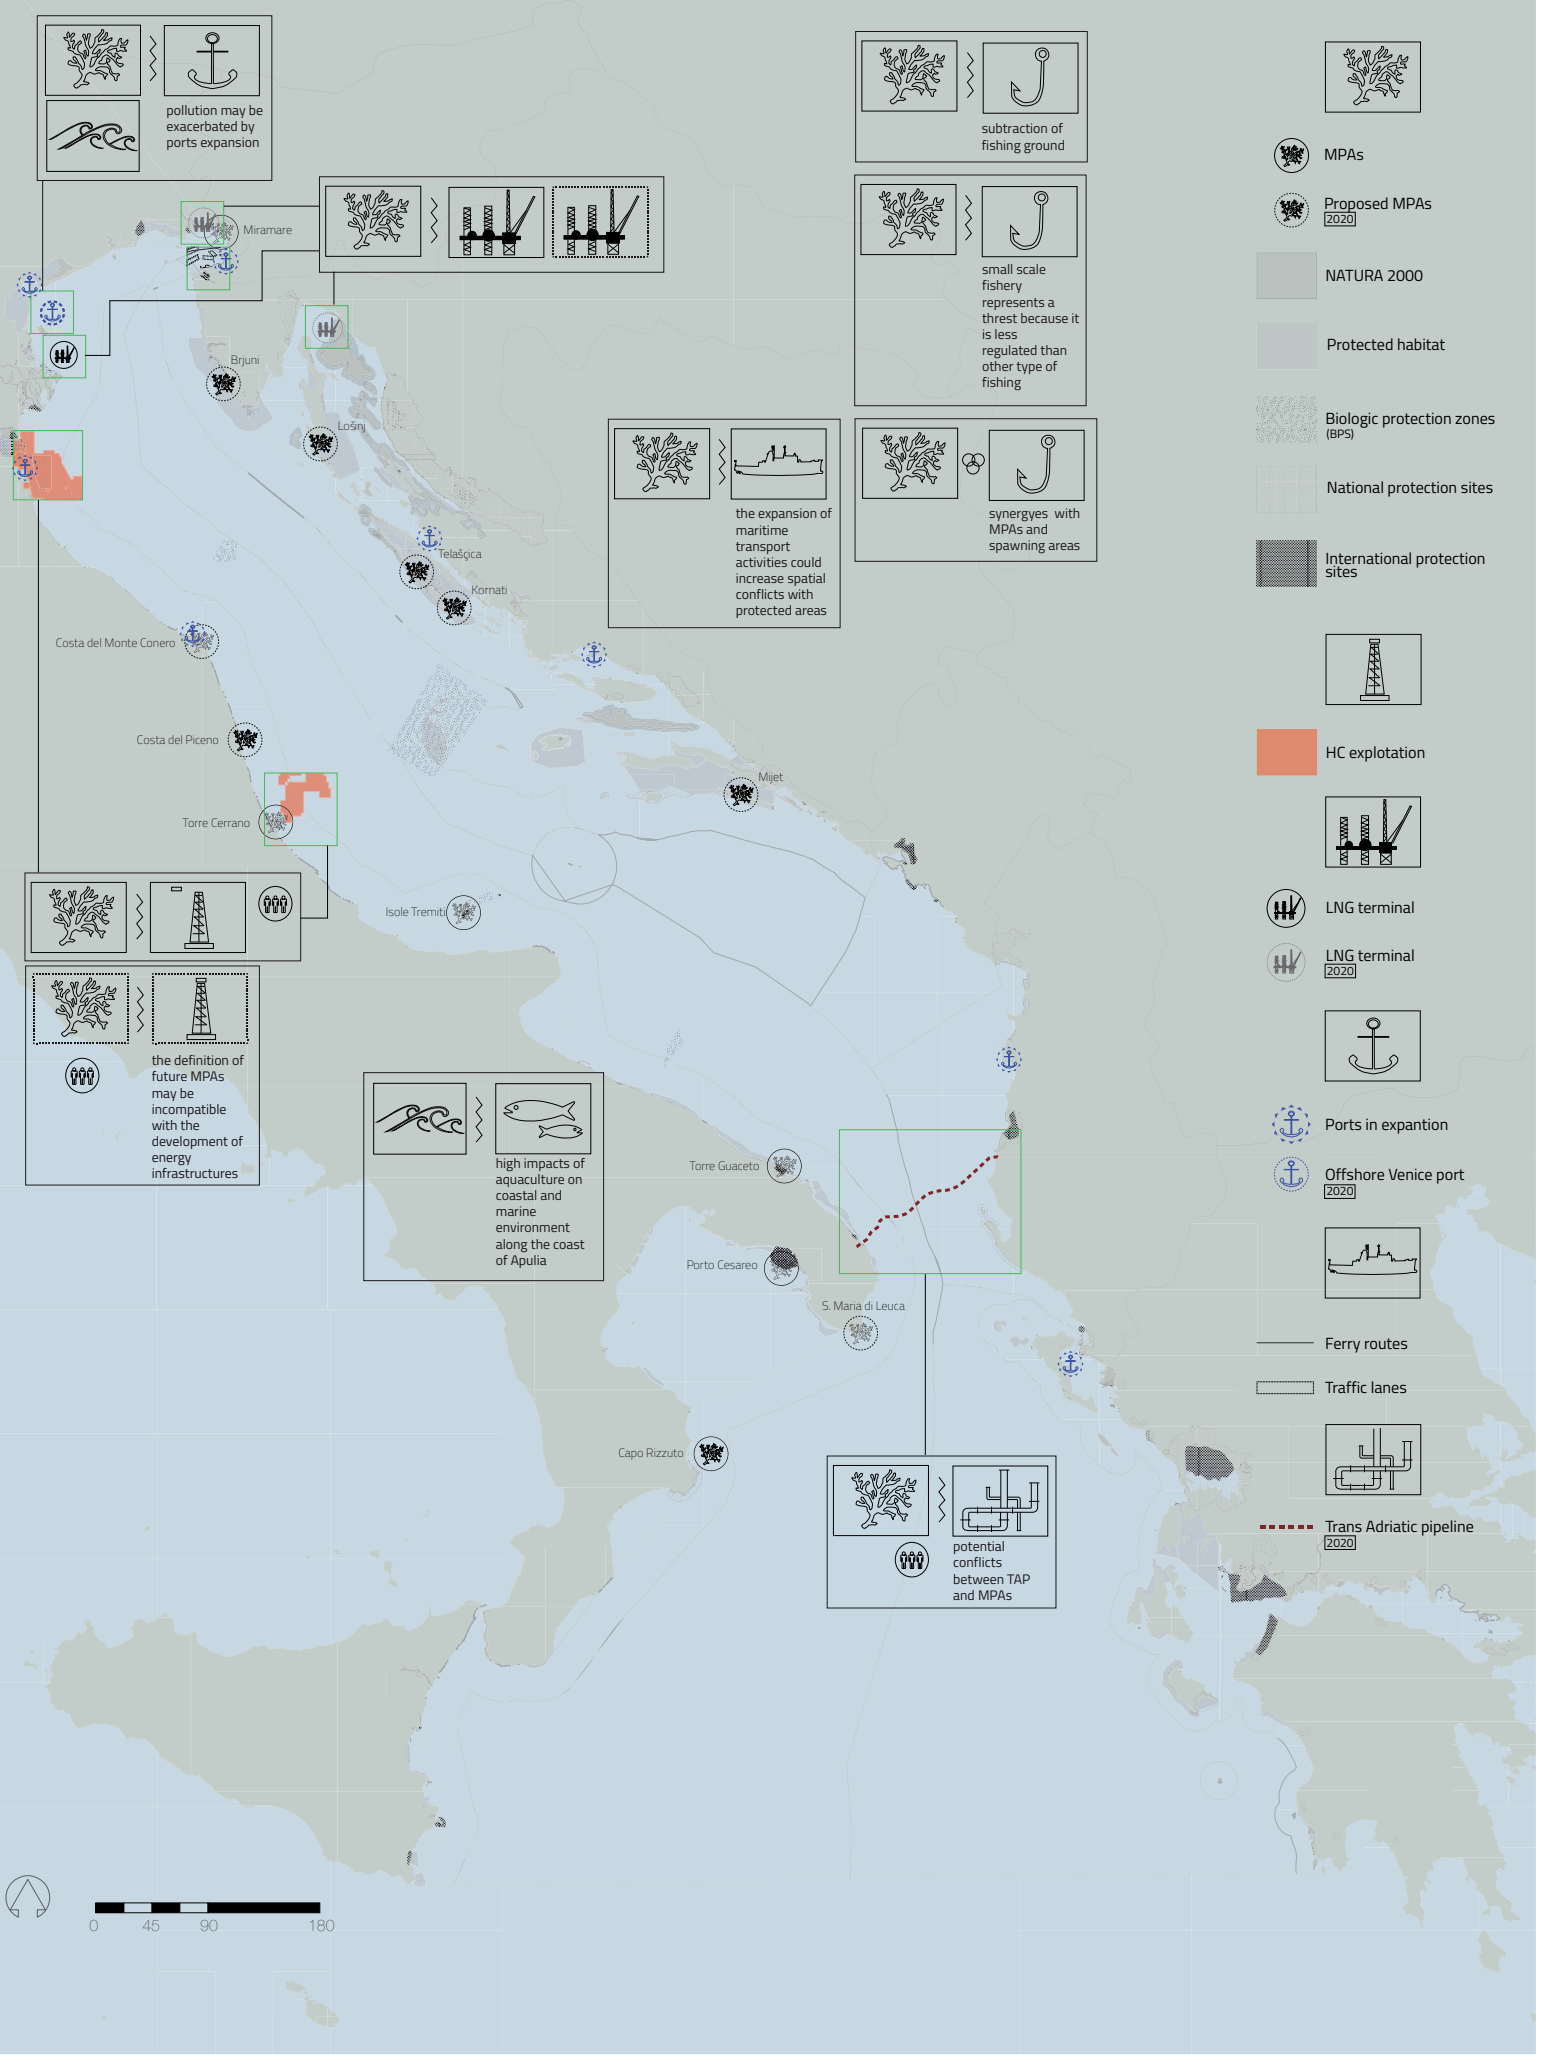 pollution may be
exacerbated by
ports expansion
subtraction of
fishing ground
MPAs
Proposed MPAs
2020
Miramare
small scale
fishery
represents a
threst because it
is less
regulated than
other type of
fishing
NATURA 2000
Protected habitat
Brjuni
Lošinj
Biologic protection zones
(BPS)
National protection sites
the expansion of
maritime
transport
activities could
increase spatial
conflicts with
protected areas
synergyes with
MPAs and
spawning areas
International protection
sites
Telašçica
Kornati
Costa del Monte Conero
Costa del Piceno
HC explotation
Mijet
Torre Cerrano
Isole Tremiti
LNG terminal
LNG terminal
2020
the definition of
future MPAs
may be
incompatible
with the
development of
energy
infrastructures
high impacts of
aquaculture on
coastal and
marine
environment
along the coast
of Apulia
Torre Guaceto
Ports in expantion
Offshore Venice port
2020
Porto Cesareo
S. Maria di Leuca
Ferry routes
Traffic lanes
Capo Rizzuto
potential
conflicts
between TAP
and MPAs
Trans Adriatic pipeline
2020
0 45 90 180